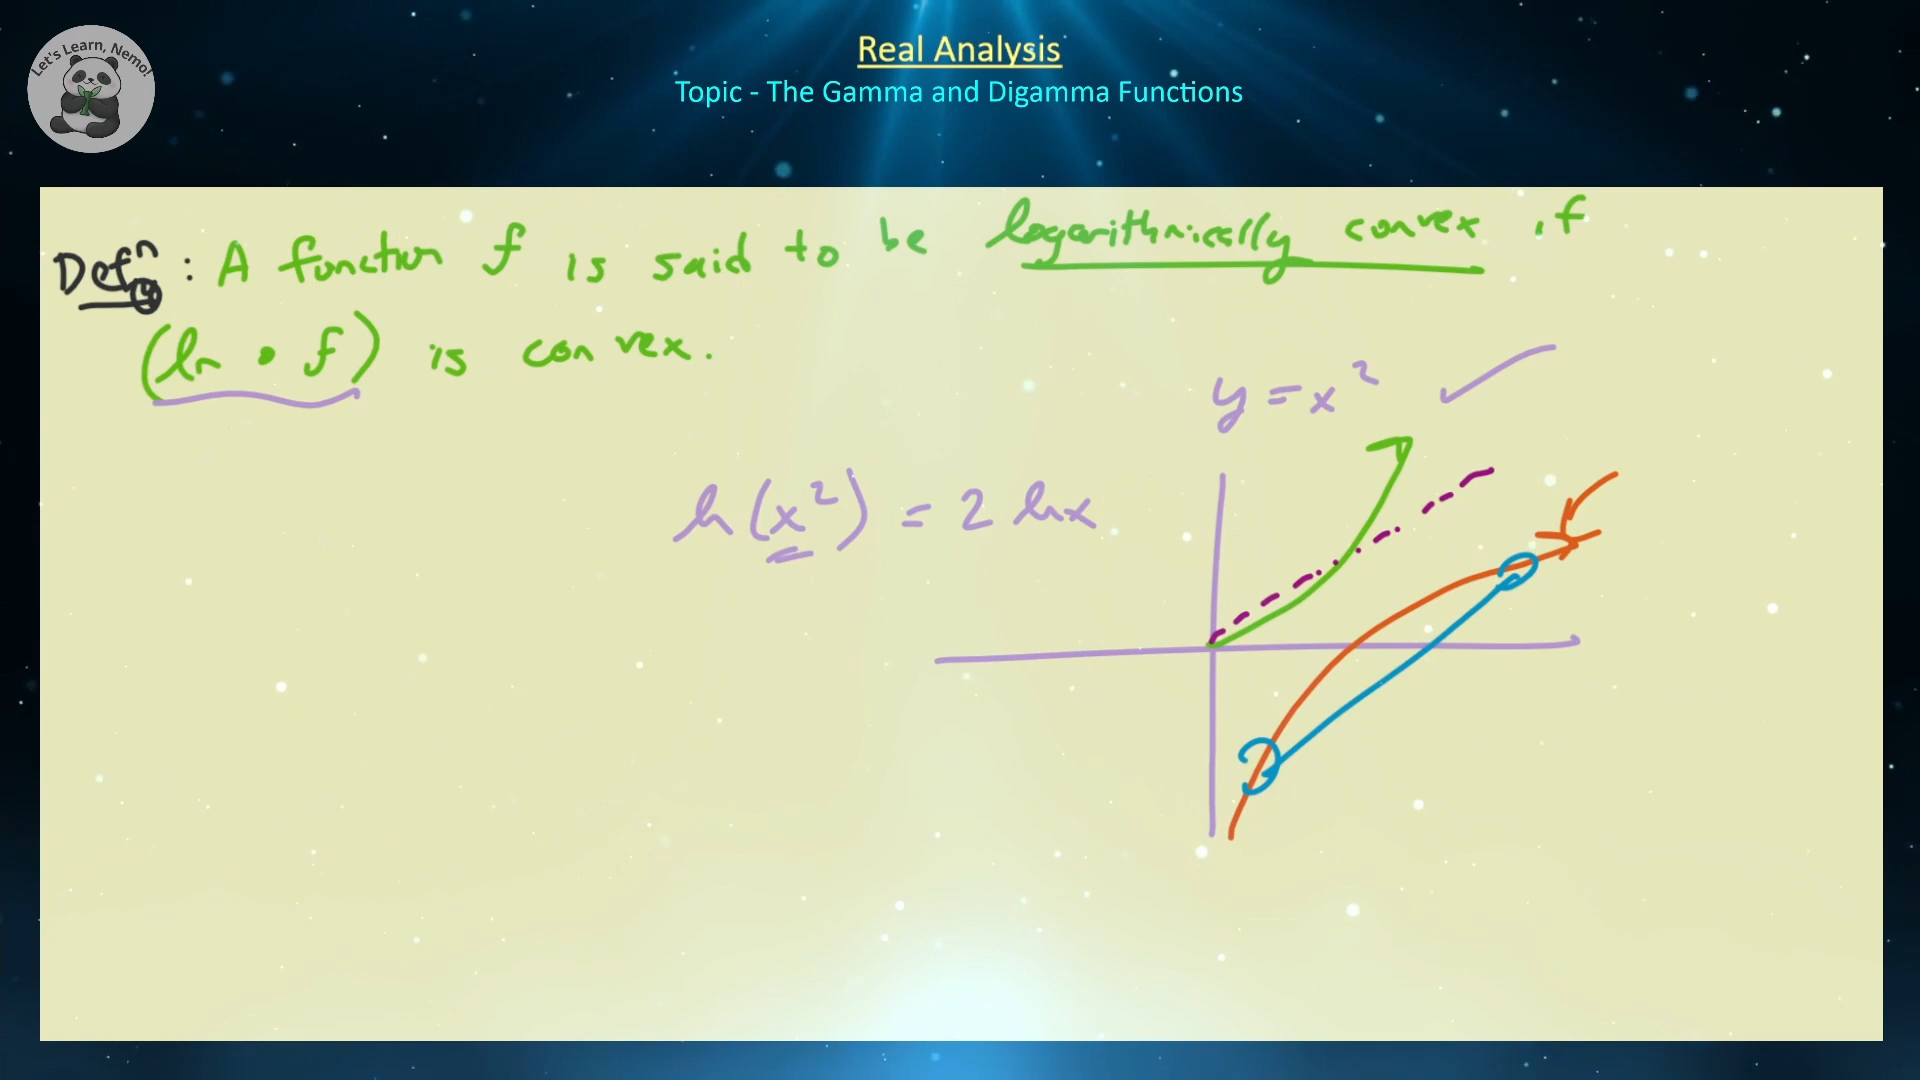 Let's Learn, Nemo!
Real Analysis
Topic - The Gamma and Digamma Functions
Defⁿ: A function f is said to be logarithmically convex if
(ln ∘ f) is convex.
y = x²
ln(x²) = 2 lnx